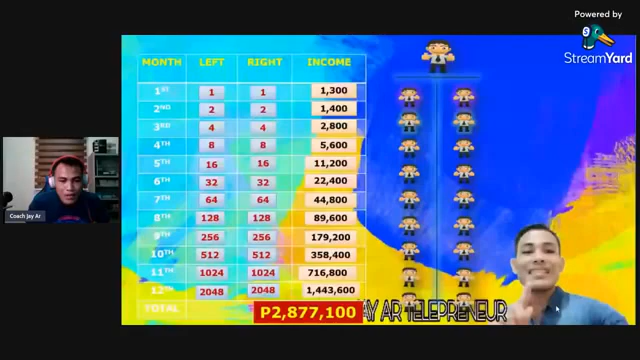 Powered by
StreamYard
MONTH LEFT RIGHT INCOME
1ST 1 1 1,300
2ND 2 2 1,400
3RD 4 4 2,800
4TH 8 8 5,600
5TH 16 16 11,200
6TH 32 32 22,400
7TH 64 64 44,800
8TH 128 128 89,600
9TH 256 256 179,200
10TH 512 512 358,400
11TH 1024 1024 716,800
12TH 2048 2048 1,443,600
TOTAL P2,877,100
AY AR TELEPRENEUR
Coach Jay Ar